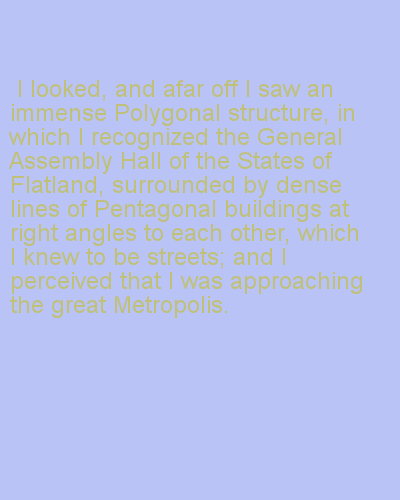 I looked, and afar off I saw an
immense Polygonal structure, in
which I recognized the General
Assembly Hall of the States of
Flatland, surrounded by dense
lines of Pentagonal buildings at
right angles to each other, which
I knew to be streets; and I
perceived that I was approaching
the great Metropolis.